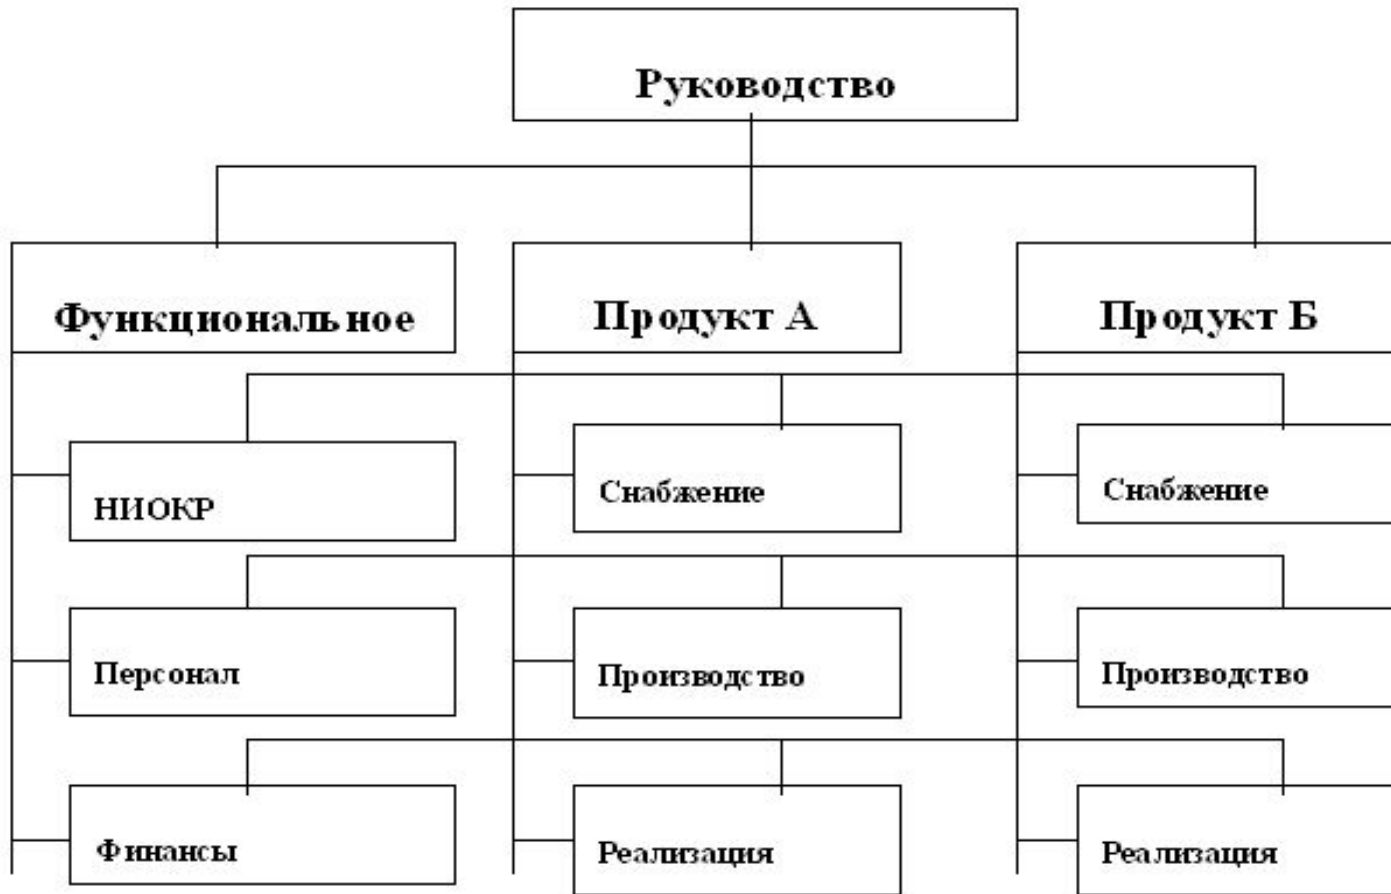 Руководство
Функциональное
Продукт А
Продукт Б
НИОКР
Снабжение
Снабжение
Персонал
Производство
Производство
Финансы
Реализация
Реализация